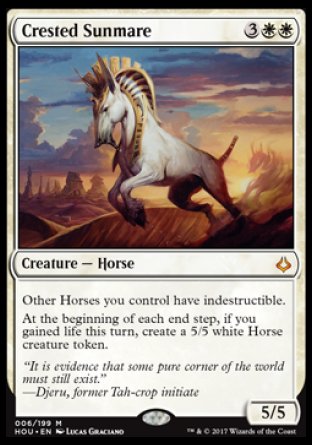 Crested Sunmare 3
Creature — Horse
Other Horses you control have indestructible.
At the beginning of each end step, if you
gained life this turn, create a 5/5 white Horse
creature token.
“It is evidence that some pure corner of the world
must still exist.”
—Djeru, former Tah-crop initiate
006/199 M
HOU • EN LUCAS GRACIANO
™ & © 2017 Wizards of the Coast
5/5